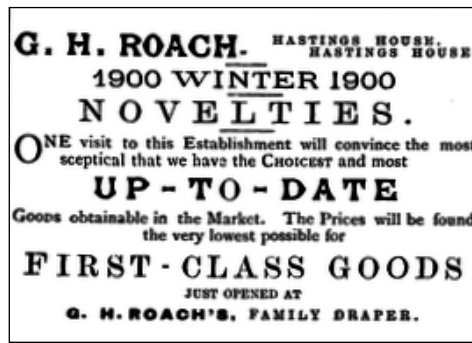 G. H. ROACH- HASTINGS HOUSE.
HASTINGS HOUSE
1900 WINTER 1900
NOVELTIES.
ONE visit to this Establishment will convince the most
sceptical that we have the CHOICEST and most
UP-TO-DATE
Goods obtainable in the Market. The Prices will be found
the very lowest possible for
FIRST-CLASS GOODS
JUST OPENED AT
G. H. ROACH'S, FAMILY DRAPER.